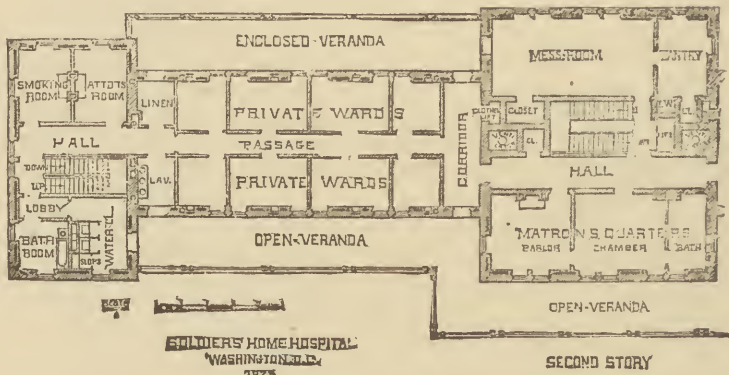 ENCLOSED-VERANDA
MESS-ROOM
PANTRY
SMOKING ROOM
ATTDTS ROOM
LINEN
PRIVATE WARDS
CLOTHES
CLOSET
CL.
HALL
PASSAGE
CORRIDOR
DOWN
UP
LAV.
PRIVATE WARDS
HALL
LOBBY
MATRON'S QUARTERS
PARLOR
CHAMBER
BATH
BATH ROOM
WATER CL.
SLOPS
OPEN-VERANDA
OPEN-VERANDA
SOLDIERS' HOME HOSPITAL
WASHINGTON, D.C.
SECOND STORY